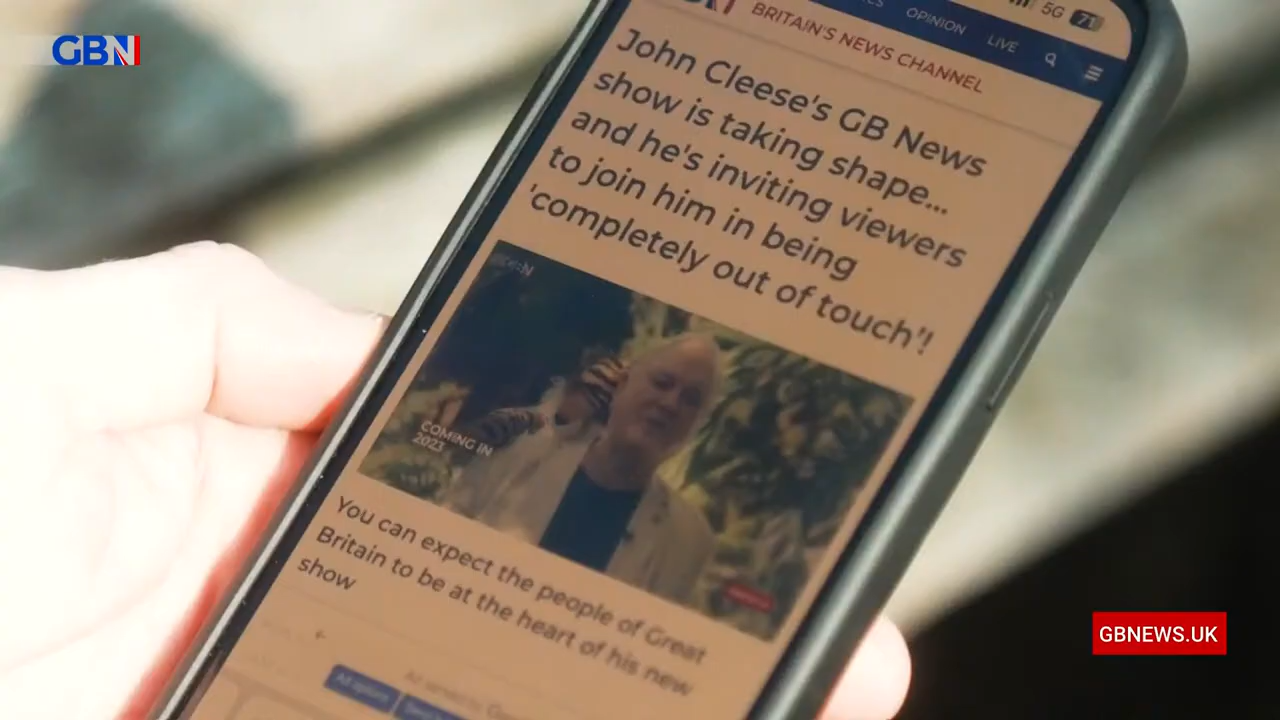 GBN
5G 71
OPINION LIVE
BRITAIN'S NEWS CHANNEL
John Cleese's GB News
show is taking shape...
and he's inviting viewers
to join him in being
'completely out of touch'!
COMING IN
2023
You can expect the people of Great
Britain to be at the heart of his new
show
GBNEWS.UK